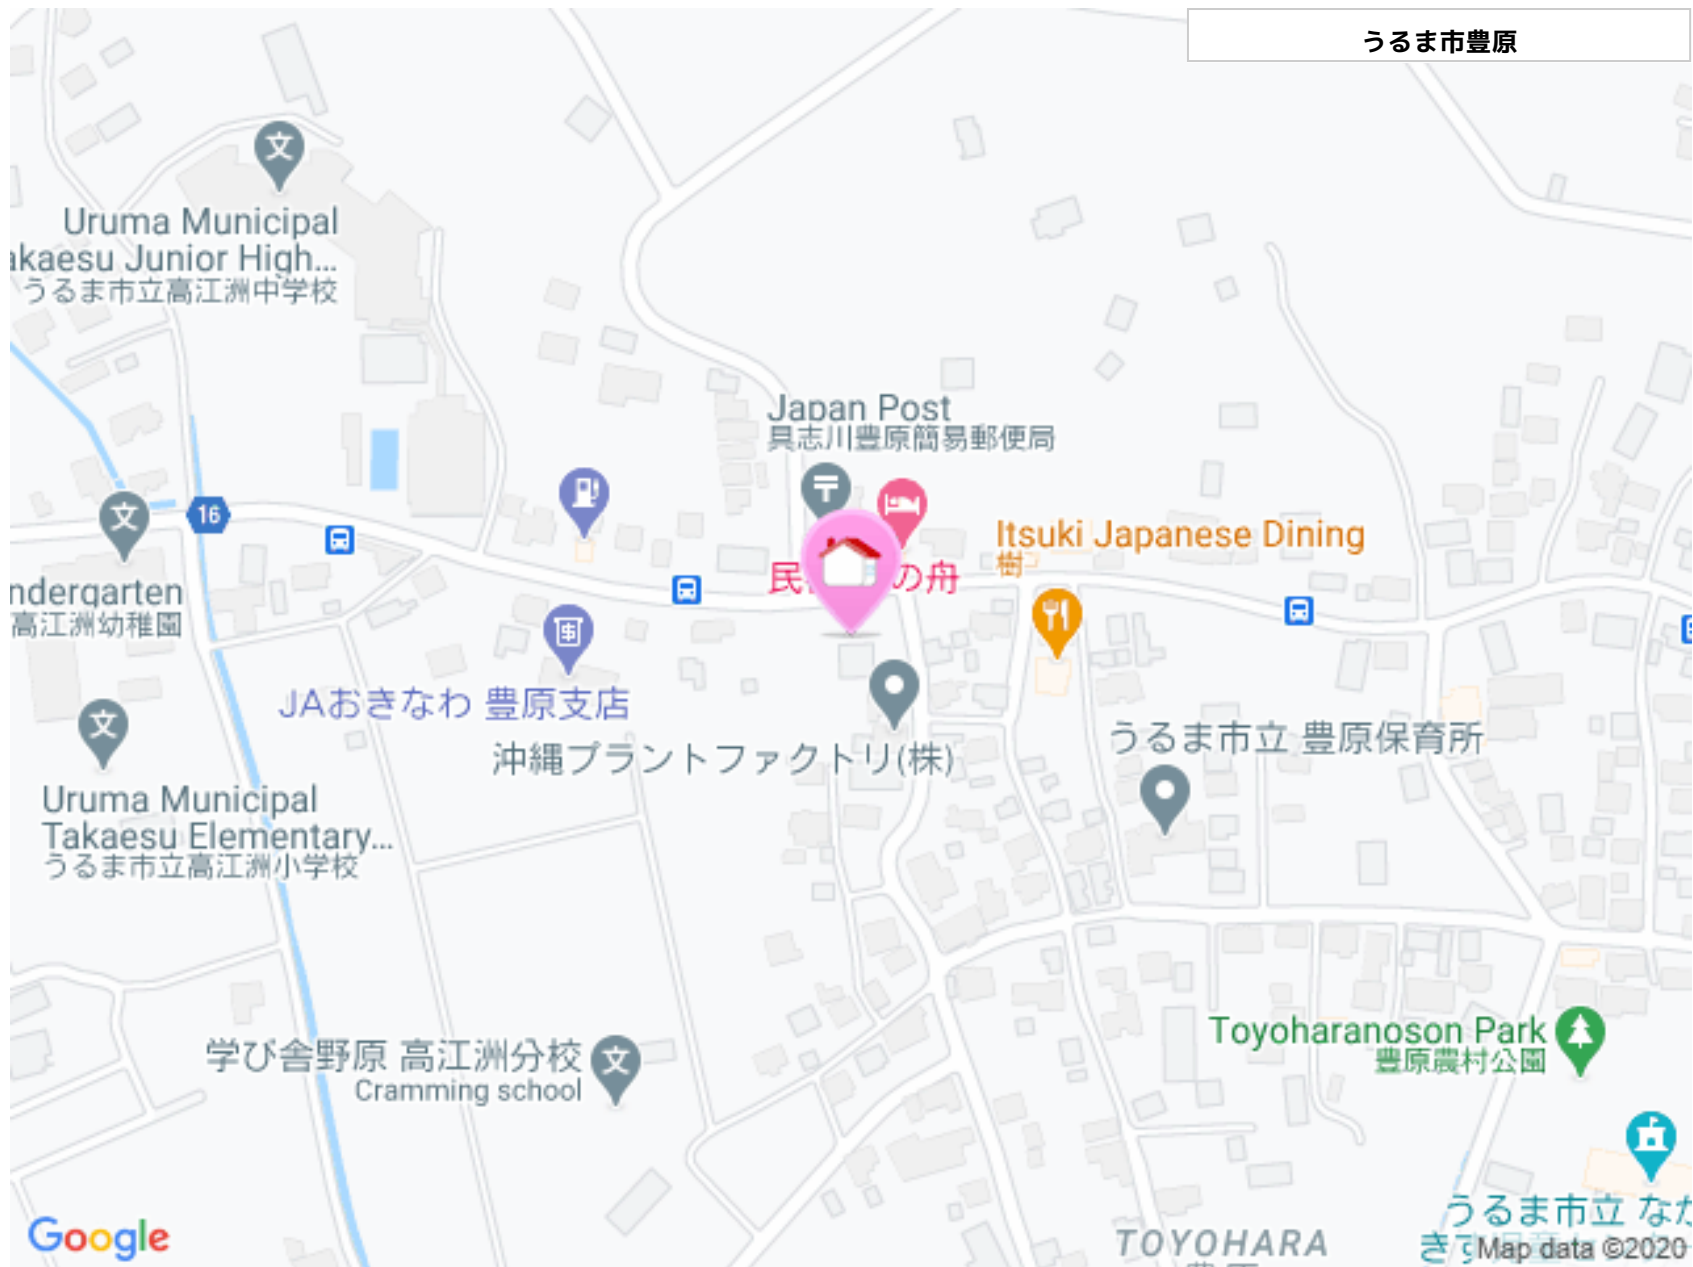 うるま市豊原
Uruma Municipal
akaesu Junior High...
うるま市立高江洲中学校
Japan Post
具志川豊原簡易郵便局
16
Itsuki Japanese Dining
樹
民 の舟
ndergarten
高江洲幼稚園
JAおきなわ 豊原支店
沖縄プラントファクトリ(株)
うるま市立 豊原保育所
Uruma Municipal
Takaesu Elementary...
うるま市立高江洲小学校
学び舎野原 高江洲分校
Cramming school
Toyoharanoson Park
豊原農村公園
うるま市立 なか
TOYOHARA
Google
Map data ©2020